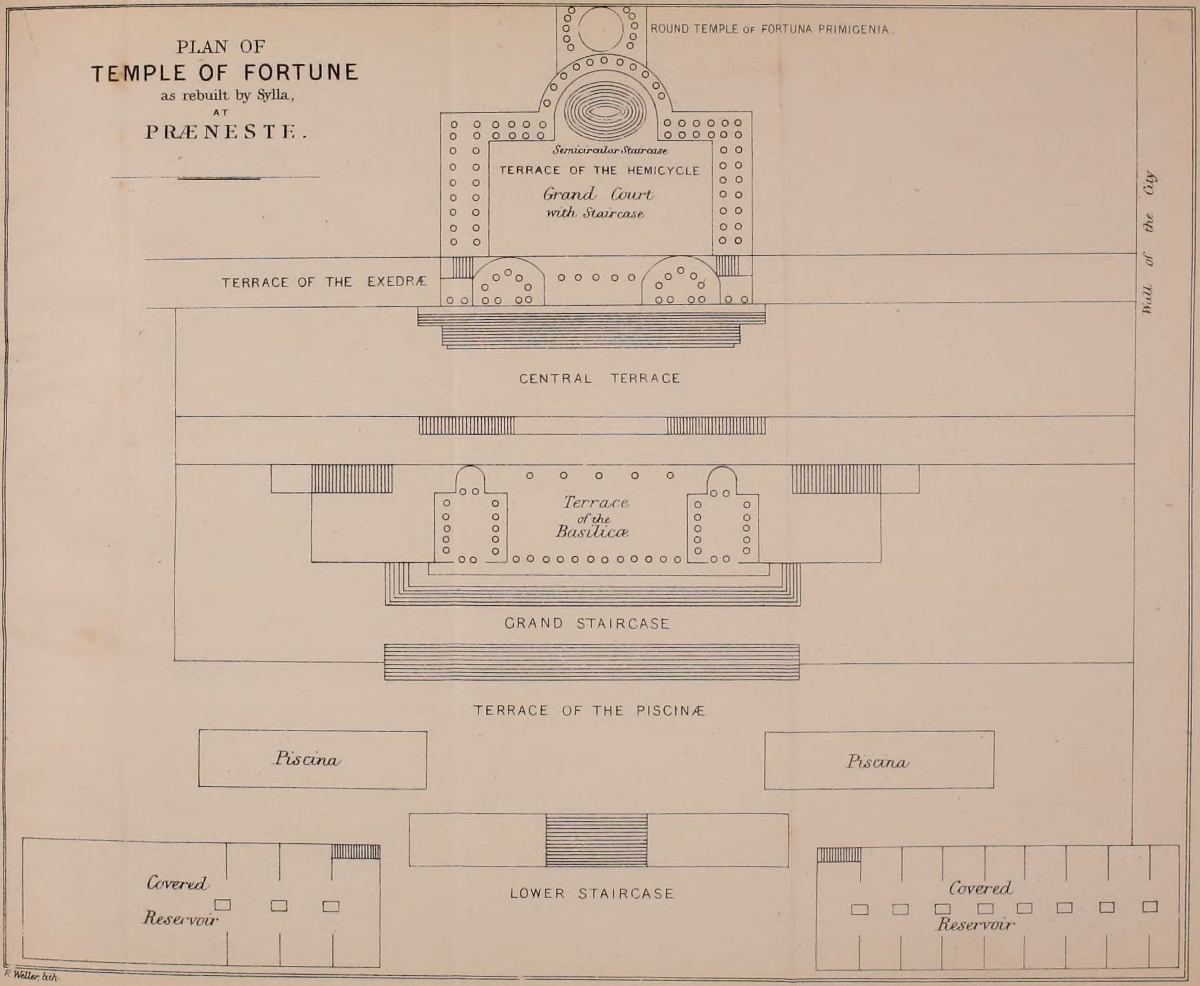 PLAN OF
TEMPLE OF FORTUNE
as rebuilt by Sylla,
AT
PRÆNESTE.
ROUND TEMPLE OF FORTUNA PRIMIGENIA.
Semicircular Staircase
TERRACE OF THE HEMICYCLE
Grand Court
with Staircase
Wall of the City
TERRACE OF THE EXEDRÆ
CENTRAL TERRACE
Terrace
of the
Basilicæ
GRAND STAIRCASE
TERRACE OF THE PISCINÆ
Piscina
Piscina
LOWER STAIRCASE
Covered
Reservoir
Covered
Reservoir
R. Weller, lith.